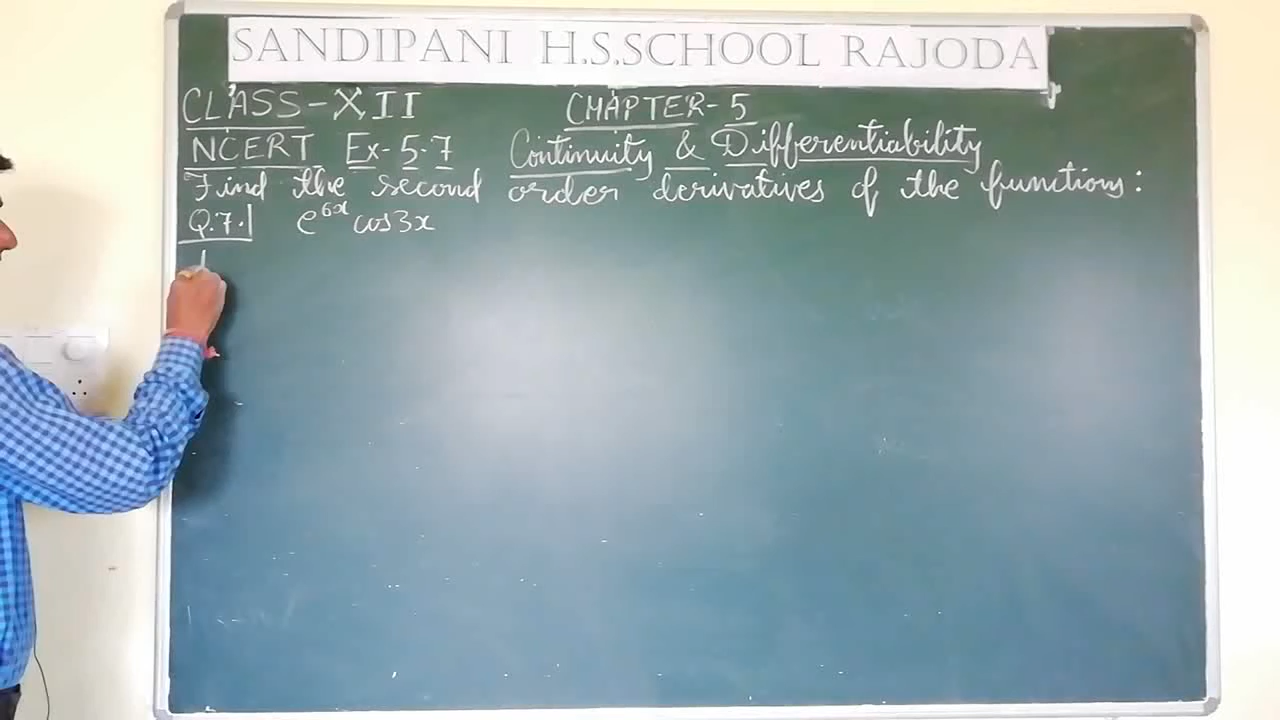 SANDIPANI H.S.SCHOOL RAJODA
CLASS-XII CHAPTER-5
NCERT Ex-5.7 Continuity & Differentiability
Find the second order derivatives of the functions:
Q.7. e^6x cos3x